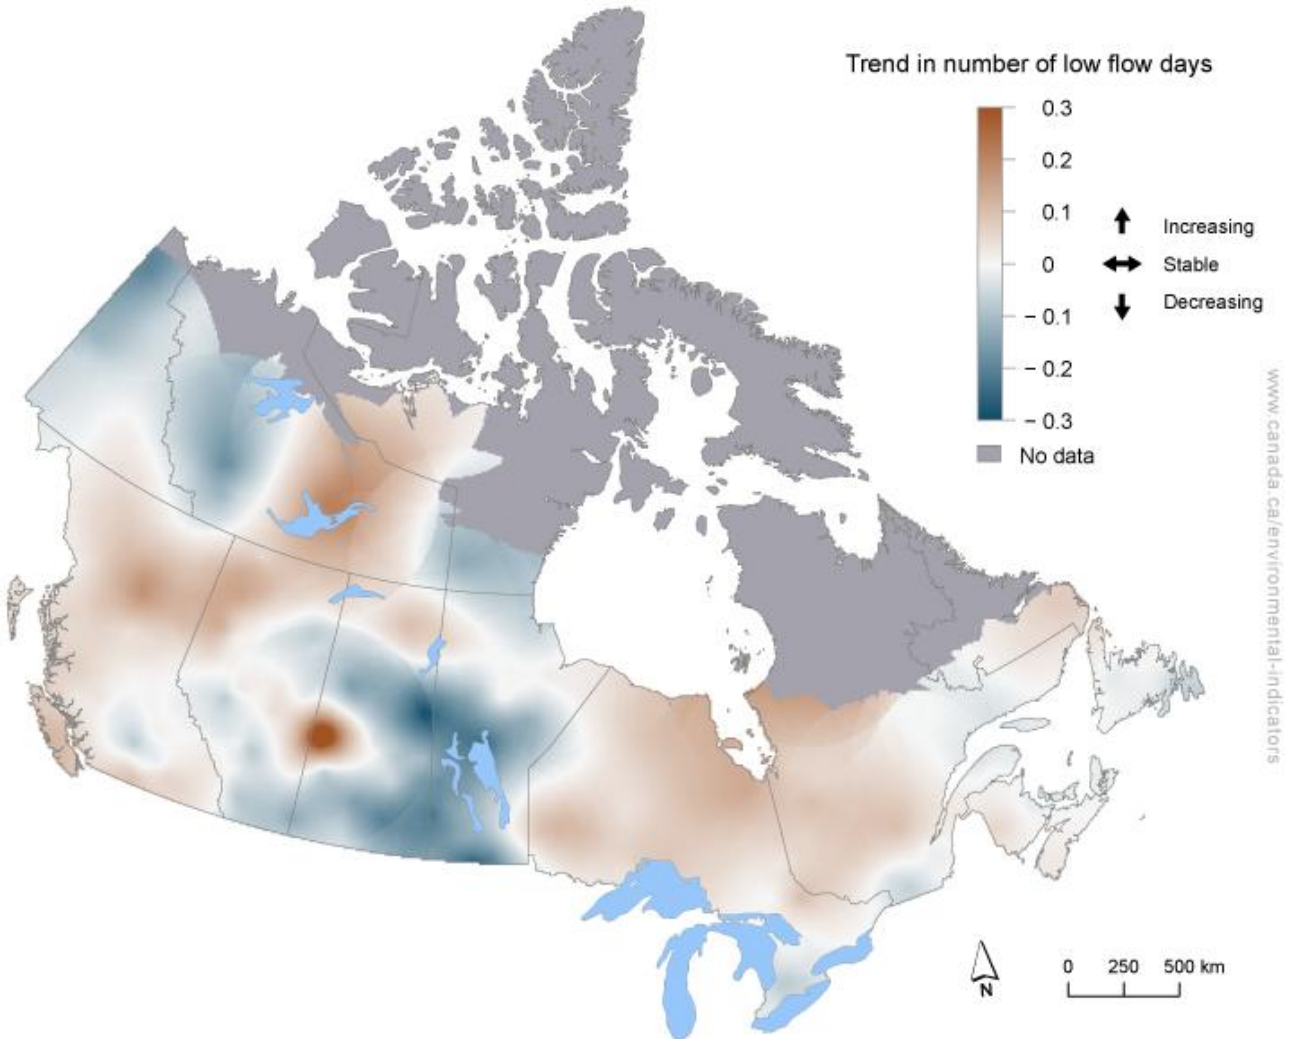 Trend in number of low flow days
0.3
0.2
0.1
0
− 0.1
− 0.2
− 0.3
Increasing
Stable
Decreasing
No data
www.canada.ca/environmental-indicators
N
0 250 500 km